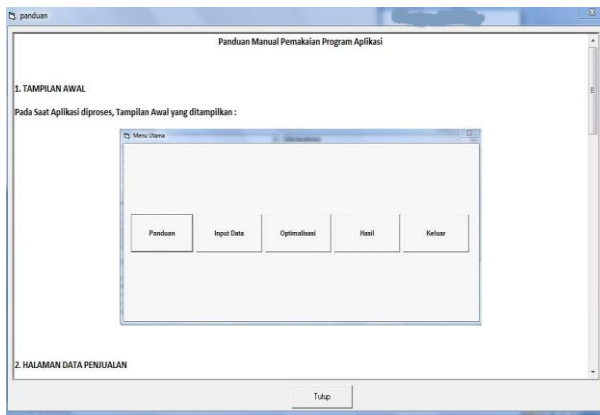 panduan
Panduan Manual Pemakaian Program Aplikasi
1. TAMPILAN AWAL
Pada Saat Aplikasi diproses, Tampilan Awal yang ditampilkan :
Menu Utama
Panduan Input Data Optimalisasi Hasil Keluar
2. HALAMAN DATA PENJUALAN
Tutup